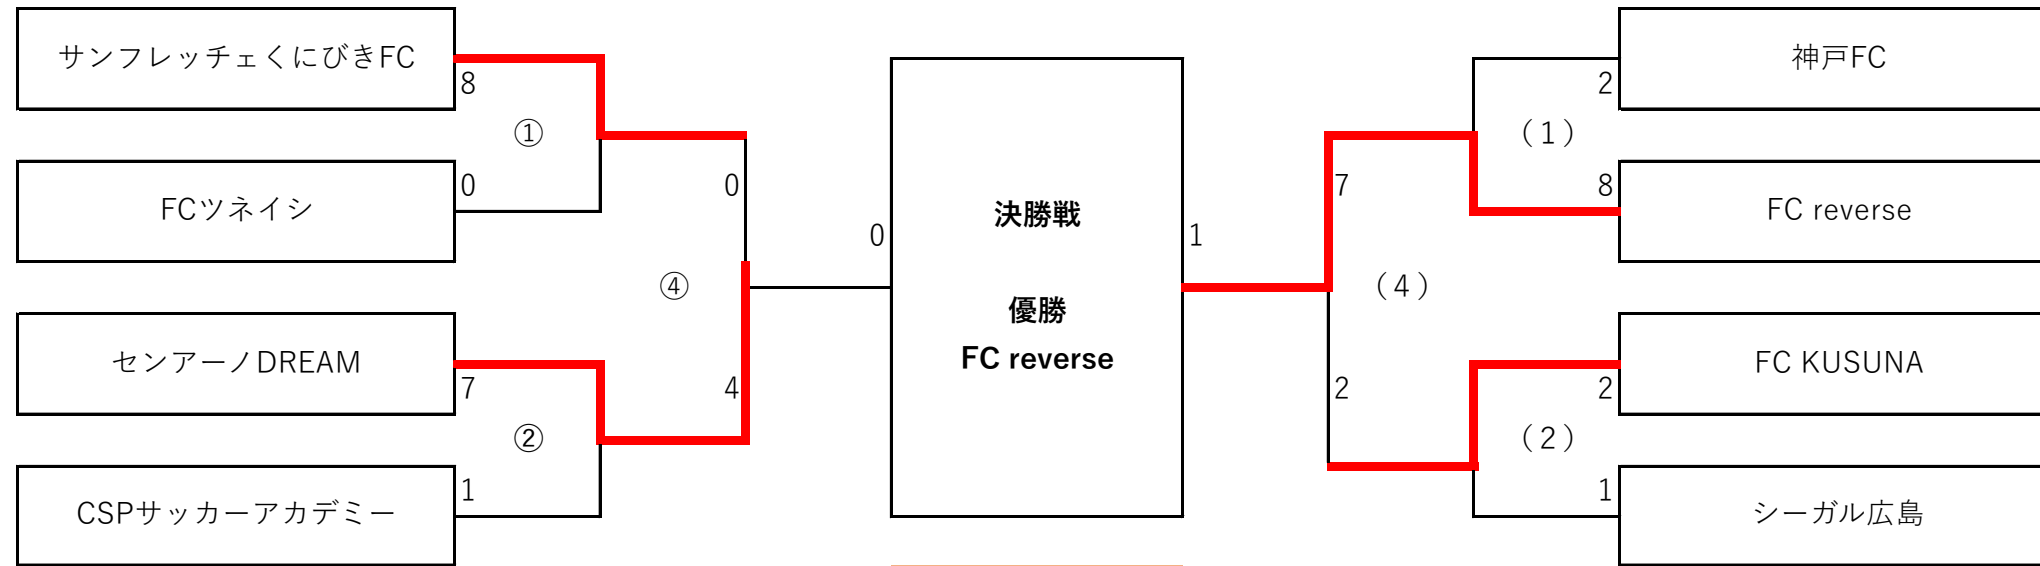 サンフレッチェくにびきFC
8
①
0
FCツネイシ
0
④
センアーノDREAM
7
②
4
CSPサッカーアカデミー
1
0
決勝戦
優勝
FC reverse
1
神戸FC
2
（1）
7
8
FC reverse
（4）
FC KUSUNA
2
2
（2）
1
シーガル広島